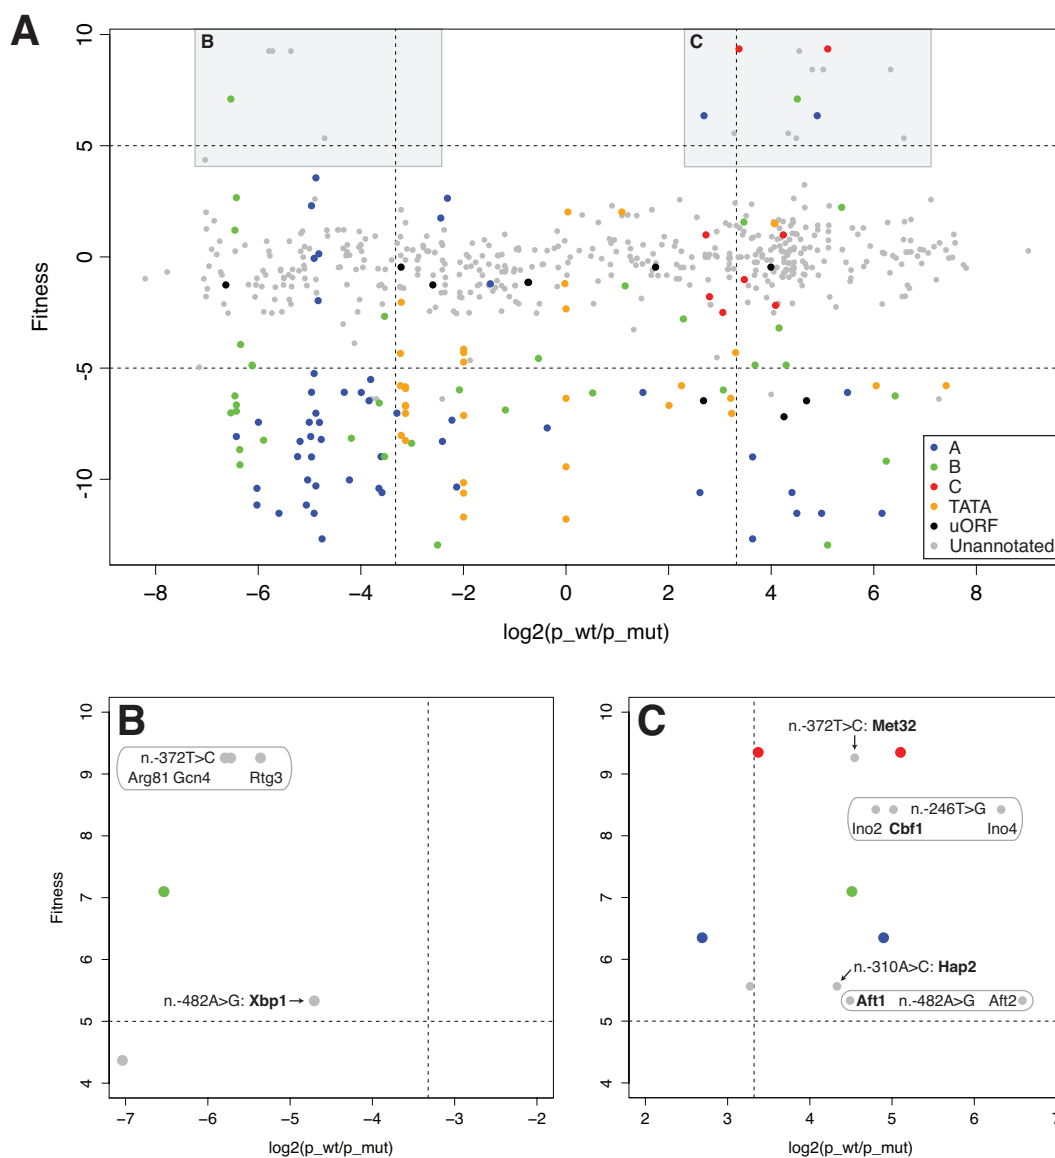 A
B
C
10
5
0
-5
-10
Fitness
−8
−6
−4
−2
0
2
4
6
8
log2(p_wt/p_mut)
A
B
C
TATA
uORF
Unannotated
B
10
9
8
7
6
5
4
Fitness
n.-372T>C
Arg81 Gcn4 Rtg3
n.-482A>G: Xbp1
−7
−6
−5
−4
−3
−2
log2(p_wt/p_mut)
C
10
9
8
7
6
5
4
n.-372T>C: Met32
n.-246T>G
Ino2 Cbf1 Ino4
n.-310A>C: Hap2
Aft1 n.-482A>G Aft2
2
3
4
5
6
7
log2(p_wt/p_mut)